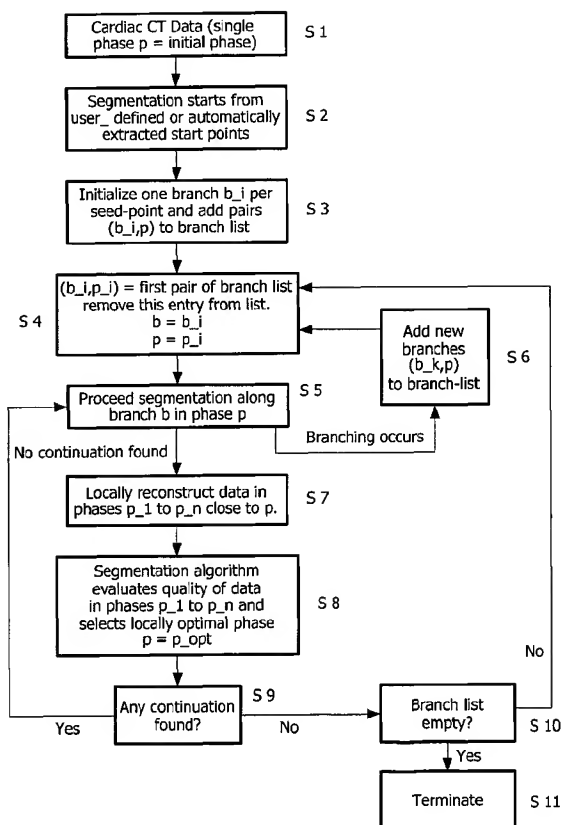 Cardiac CT Data (single
phase p = initial phase)
S 1
Segmentation starts from
user_ defined or automatically
extracted start points
S 2
Initialize one branch b_i per
seed-point and add pairs
(b_i,p) to branch list
S 3
(b_i,p_i) = first pair of branch list
remove this entry from list.
b = b_i
p = p_i
S 4
Add new
branches
(b_k,p)
to branch-list
S 6
Proceed segmentation along
branch b in phase p
S 5
Branching occurs
No continuation found
Locally reconstruct data in
phases p_1 to p_n close to p.
S 7
Segmentation algorithm
evaluates quality of data
in phases p_1 to p_n and
selects locally optimal phase
p = p_opt
S 8
No
Any continuation
found?
S 9
Yes
No
Branch list
empty?
S 10
Yes
Terminate
S 11